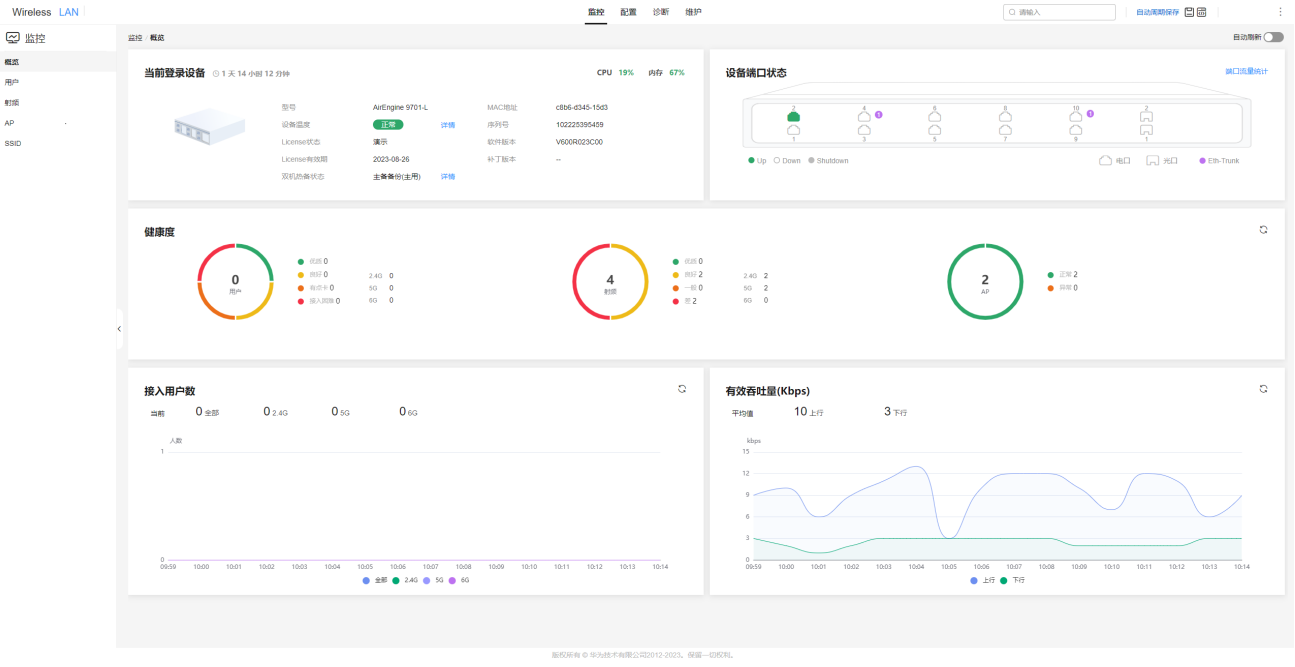 Wireless LAN
监控 配置 诊断 维护
请输入
自动周期保存
监控
概览
用户
射频
AP
SSID
监控 / 概览
自动刷新
当前登录设备 1 天 14 小时 12 分钟
CPU 19% 内存 67%
型号 AirEngine 9701-L
设备温度 正常 详情
License状态 演示
License有效期 2023-08-26
双机热备状态 主备备份(主用) 详情
MAC地址 c8b6-d345-15d3
序列号 102225395459
软件版本 V600R023C00
补丁版本 --
设备端口状态 端口流量统计
2 4 6 8 10 2
1 1
1 3 5 7 9 1
Up Down Shutdown
电口 光口 Eth-Trunk
健康度
0
用户
优质 0
良好 0
有点卡 0
接入困难 0
2.4G 0
5G 0
6G 0
4
射频
优质 0
良好 2
一般 0
差 2
2.4G 2
5G 2
6G 0
2
AP
正常 2
异常 0
接入用户数
当前 0 全部 0 2.4G 0 5G 0 6G
人数
1
0
09:59 10:00 10:01 10:02 10:03 10:04 10:05 10:06 10:07 10:08 10:09 10:10 10:11 10:12 10:13 10:14
全部 2.4G 5G 6G
有效吞吐量(Kbps)
平均值 10 上行 3 下行
kbps
15
12
9
6
3
0
09:59 10:00 10:01 10:02 10:03 10:04 10:05 10:06 10:07 10:08 10:09 10:10 10:11 10:12 10:13 10:14
上行 下行
版权所有 © 华为技术有限公司2012-2023。保留一切权利。